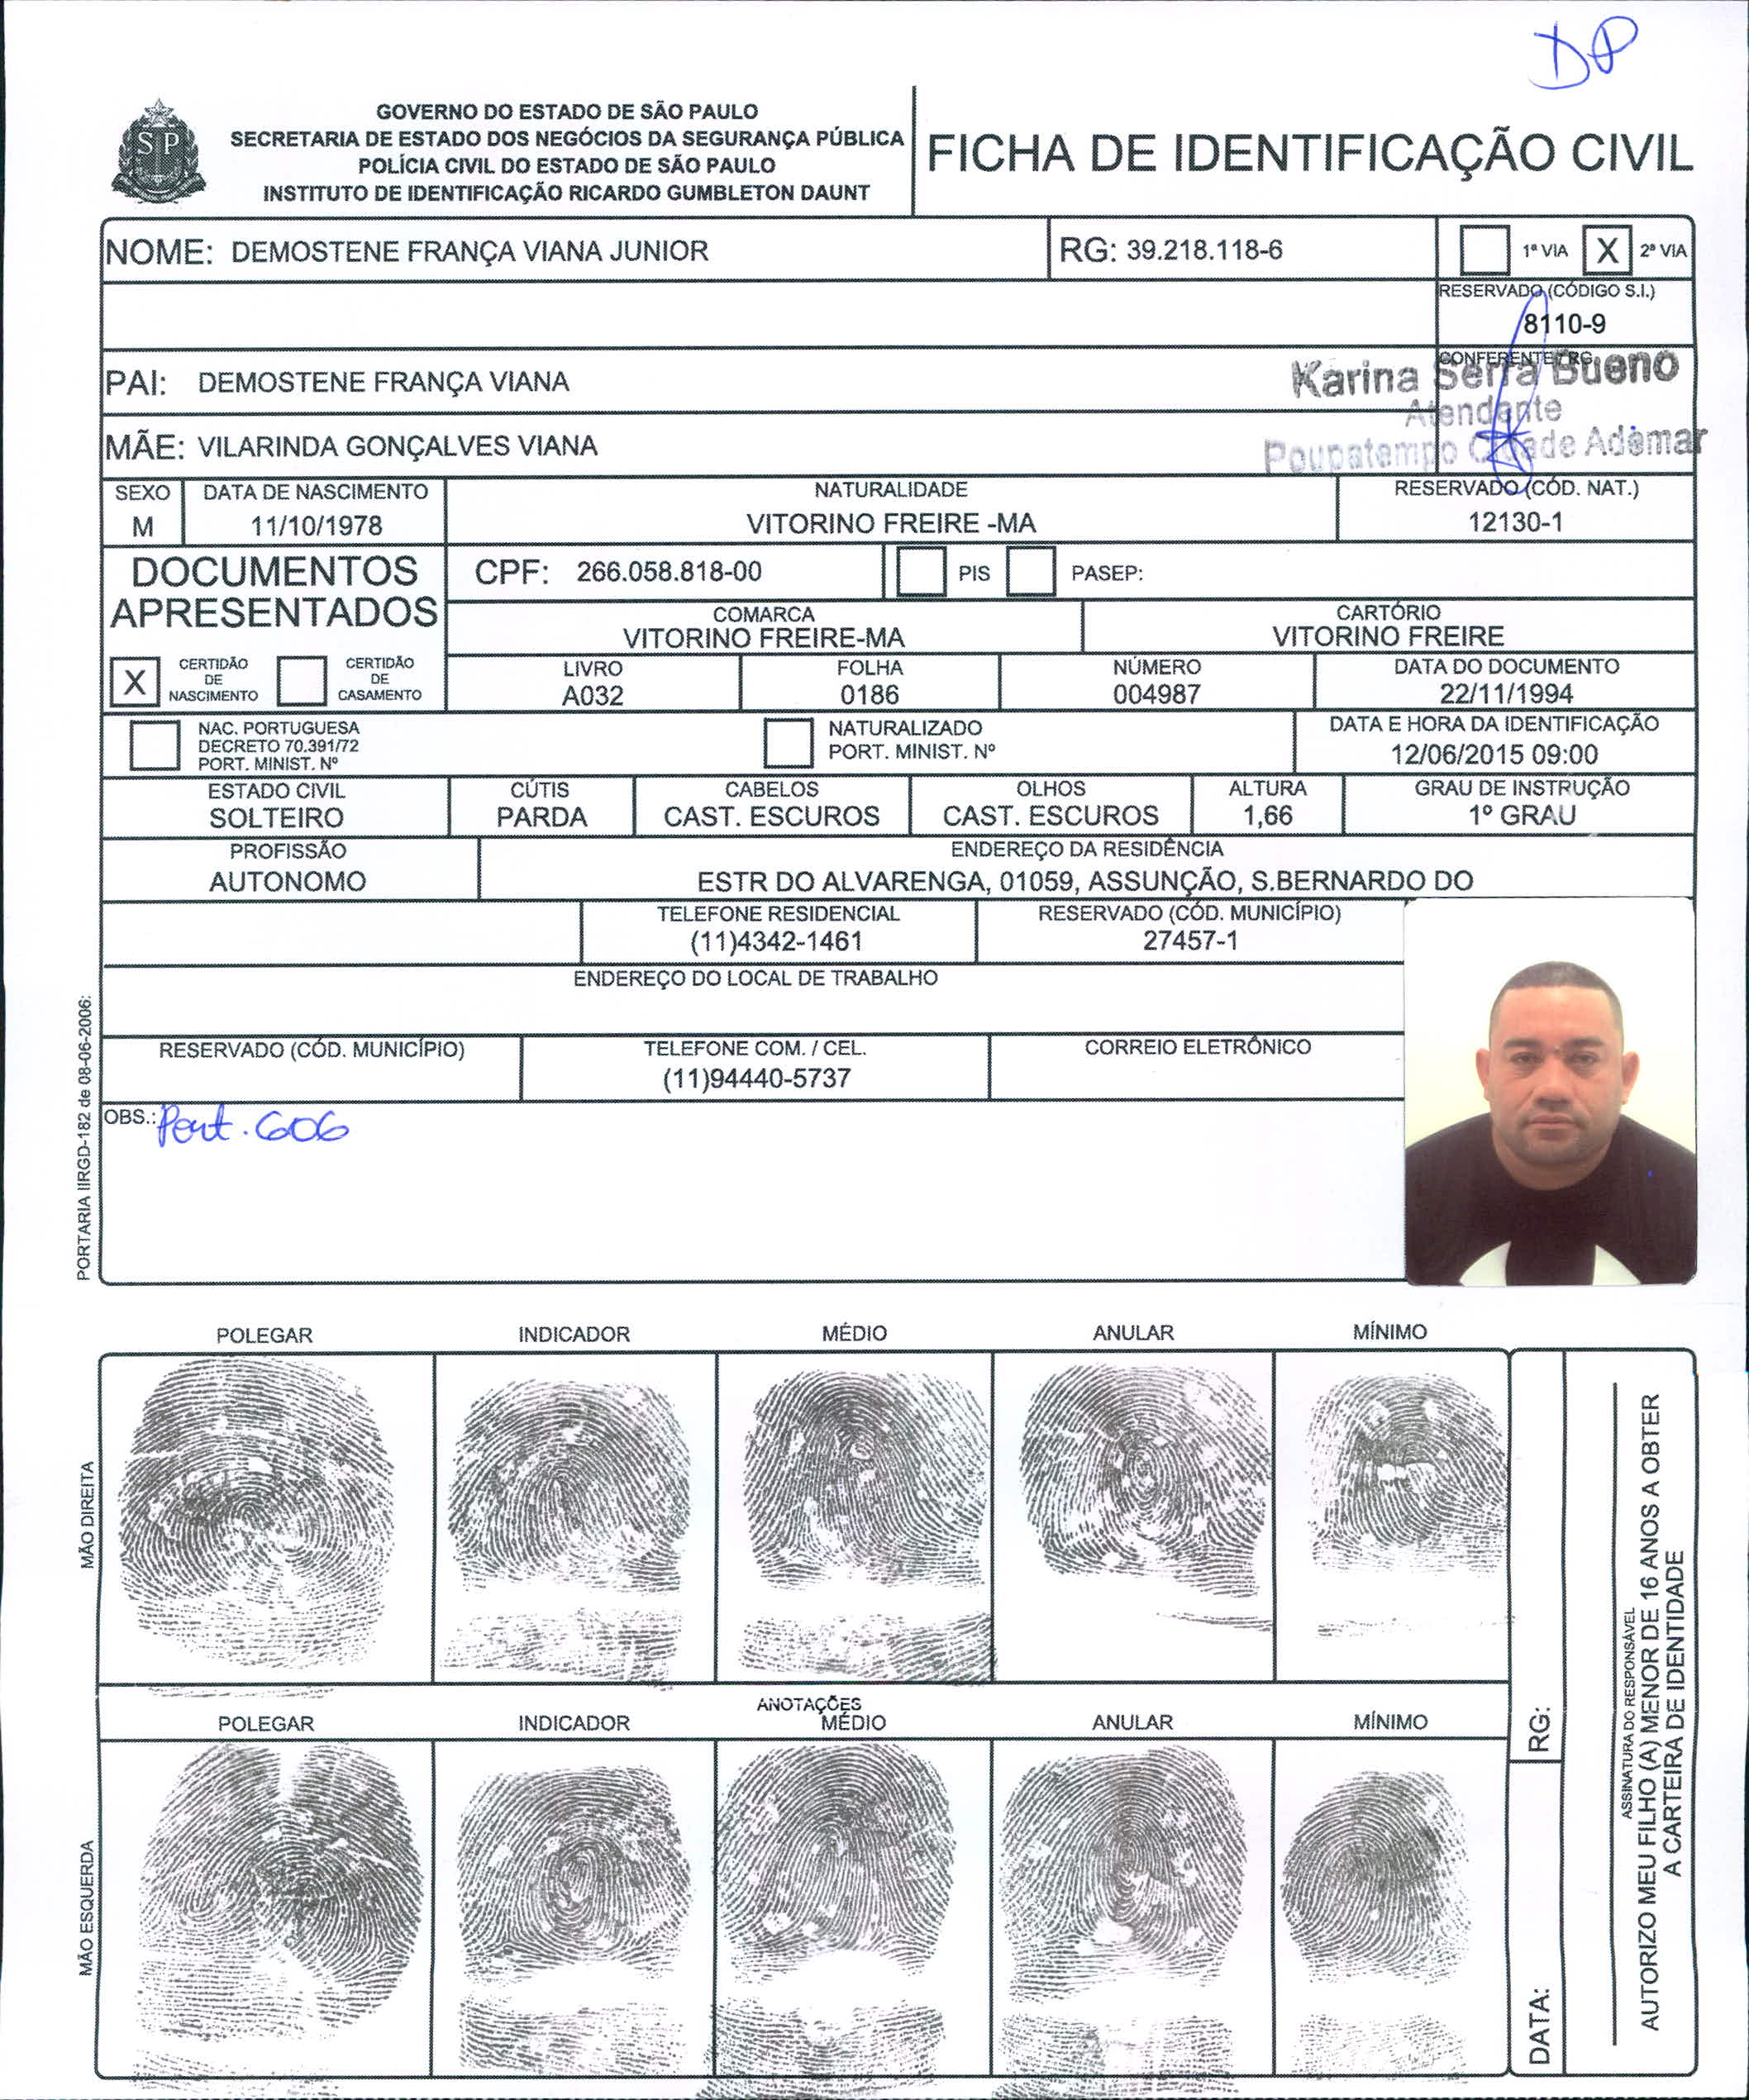 DP
GOVERNO DO ESTADO DE SÃO PAULO
SECRETARIA DE ESTADO DOS NEGÓCIOS DA SEGURANÇA PÚBLICA
POLÍCIA CIVIL DO ESTADO DE SÃO PAULO
INSTITUTO DE IDENTIFICAÇÃO RICARDO GUMBLETON DAUNT
SP
FICHA DE IDENTIFICAÇÃO CIVIL
NOME: DEMOSTENE FRANÇA VIANA JUNIOR
RG: 39.218.118-6
1ª VIA X 2ª VIA
RESERVADO (CÓDIGO S.I.)
8110-9
PAI: DEMOSTENE FRANÇA VIANA
CONFERENTE RG:
Karina Serra Bueno
Atendente
Poupatempo Cidade Ademar
MÃE: VILARINDA GONÇALVES VIANA
SEXO
M
DATA DE NASCIMENTO
11/10/1978
NATURALIDADE
VITORINO FREIRE -MA
RESERVADO (CÓD. NAT.)
12130-1
DOCUMENTOS
APRESENTADOS
X CERTIDÃO DE NASCIMENTO
CERTIDÃO DE CASAMENTO
CPF: 266.058.818-00
PIS
PASEP:
COMARCA
VITORINO FREIRE-MA
CARTÓRIO
VITORINO FREIRE
LIVRO
A032
FOLHA
0186
NÚMERO
004987
DATA DO DOCUMENTO
22/11/1994
NAC. PORTUGUESA
DECRETO 70.391/72
PORT. MINIST. Nº
NATURALIZADO
PORT. MINIST. Nº
DATA E HORA DA IDENTIFICAÇÃO
12/06/2015 09:00
ESTADO CIVIL
SOLTEIRO
CÚTIS
PARDA
CABELOS
CAST. ESCUROS
OLHOS
CAST. ESCUROS
ALTURA
1,66
GRAU DE INSTRUÇÃO
1º GRAU
PROFISSÃO
AUTONOMO
ENDEREÇO DA RESIDÊNCIA
ESTR DO ALVARENGA, 01059, ASSUNÇÃO, S.BERNARDO DO
TELEFONE RESIDENCIAL
(11)4342-1461
RESERVADO (CÓD. MUNICÍPIO)
27457-1
ENDEREÇO DO LOCAL DE TRABALHO
RESERVADO (CÓD. MUNICÍPIO)
TELEFONE COM. / CEL.
(11)94440-5737
CORREIO ELETRÔNICO
OBS.: Port. 606
PORTARIA IIRGD-182 de 08-06-2006:
POLEGAR INDICADOR MÉDIO ANULAR MÍNIMO
MÃO DIREITA
ANOTAÇÕES
POLEGAR INDICADOR MÉDIO ANULAR MÍNIMO
MÃO ESQUERDA
RG:
DATA:
ASSINATURA DO RESPONSÁVEL
AUTORIZO MEU FILHO (A) MENOR DE 16 ANOS A OBTER
A CARTEIRA DE IDENTIDADE